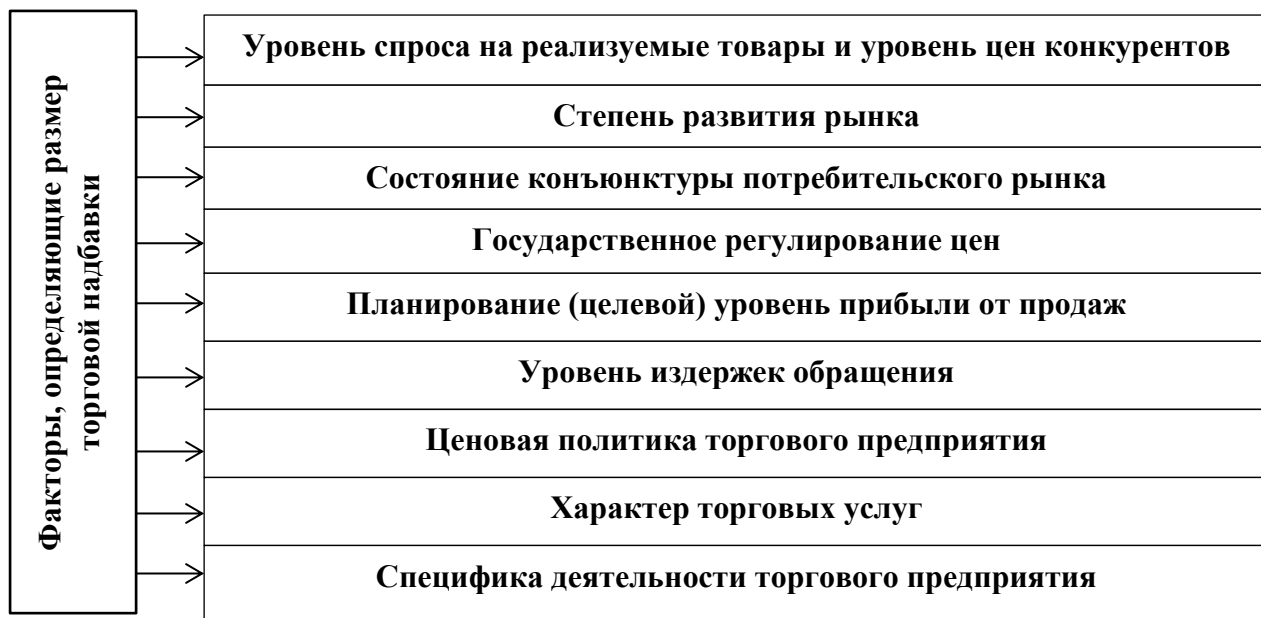 Факторы, определяющие размер
торговой надбавки
Уровень спроса на реализуемые товары и уровень цен конкурентов
Степень развития рынка
Состояние конъюнктуры потребительского рынка
Государственное регулирование цен
Планирование (целевой) уровень прибыли от продаж
Уровень издержек обращения
Ценовая политика торгового предприятия
Характер торговых услуг
Специфика деятельности торгового предприятия